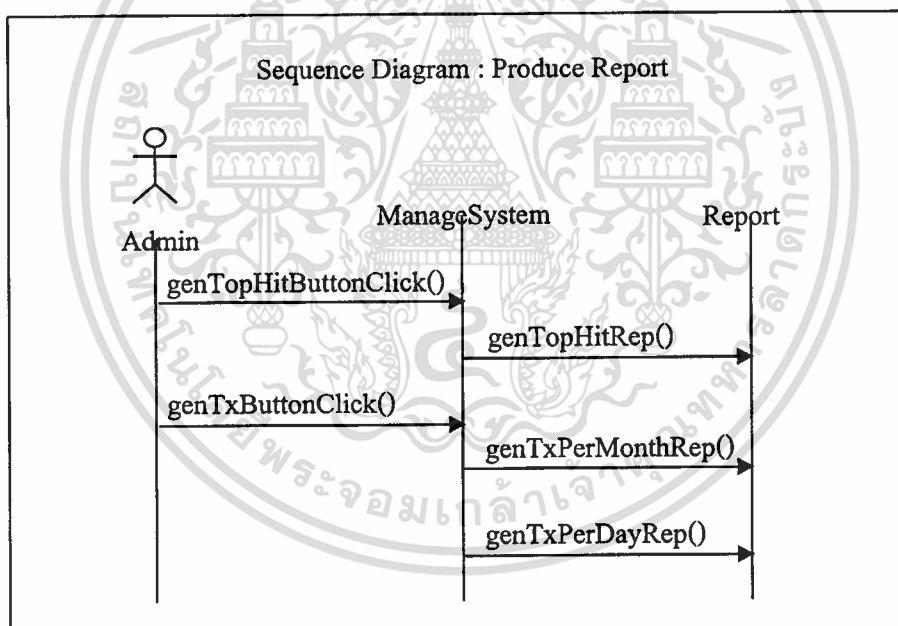 Sequence Diagram : Produce Report
ManageSystem
Report
Admin
genTopHitButtonClick()
genTopHitRep()
genTxButtonClick()
genTxPerMonthRep()
genTxPerDayRep()